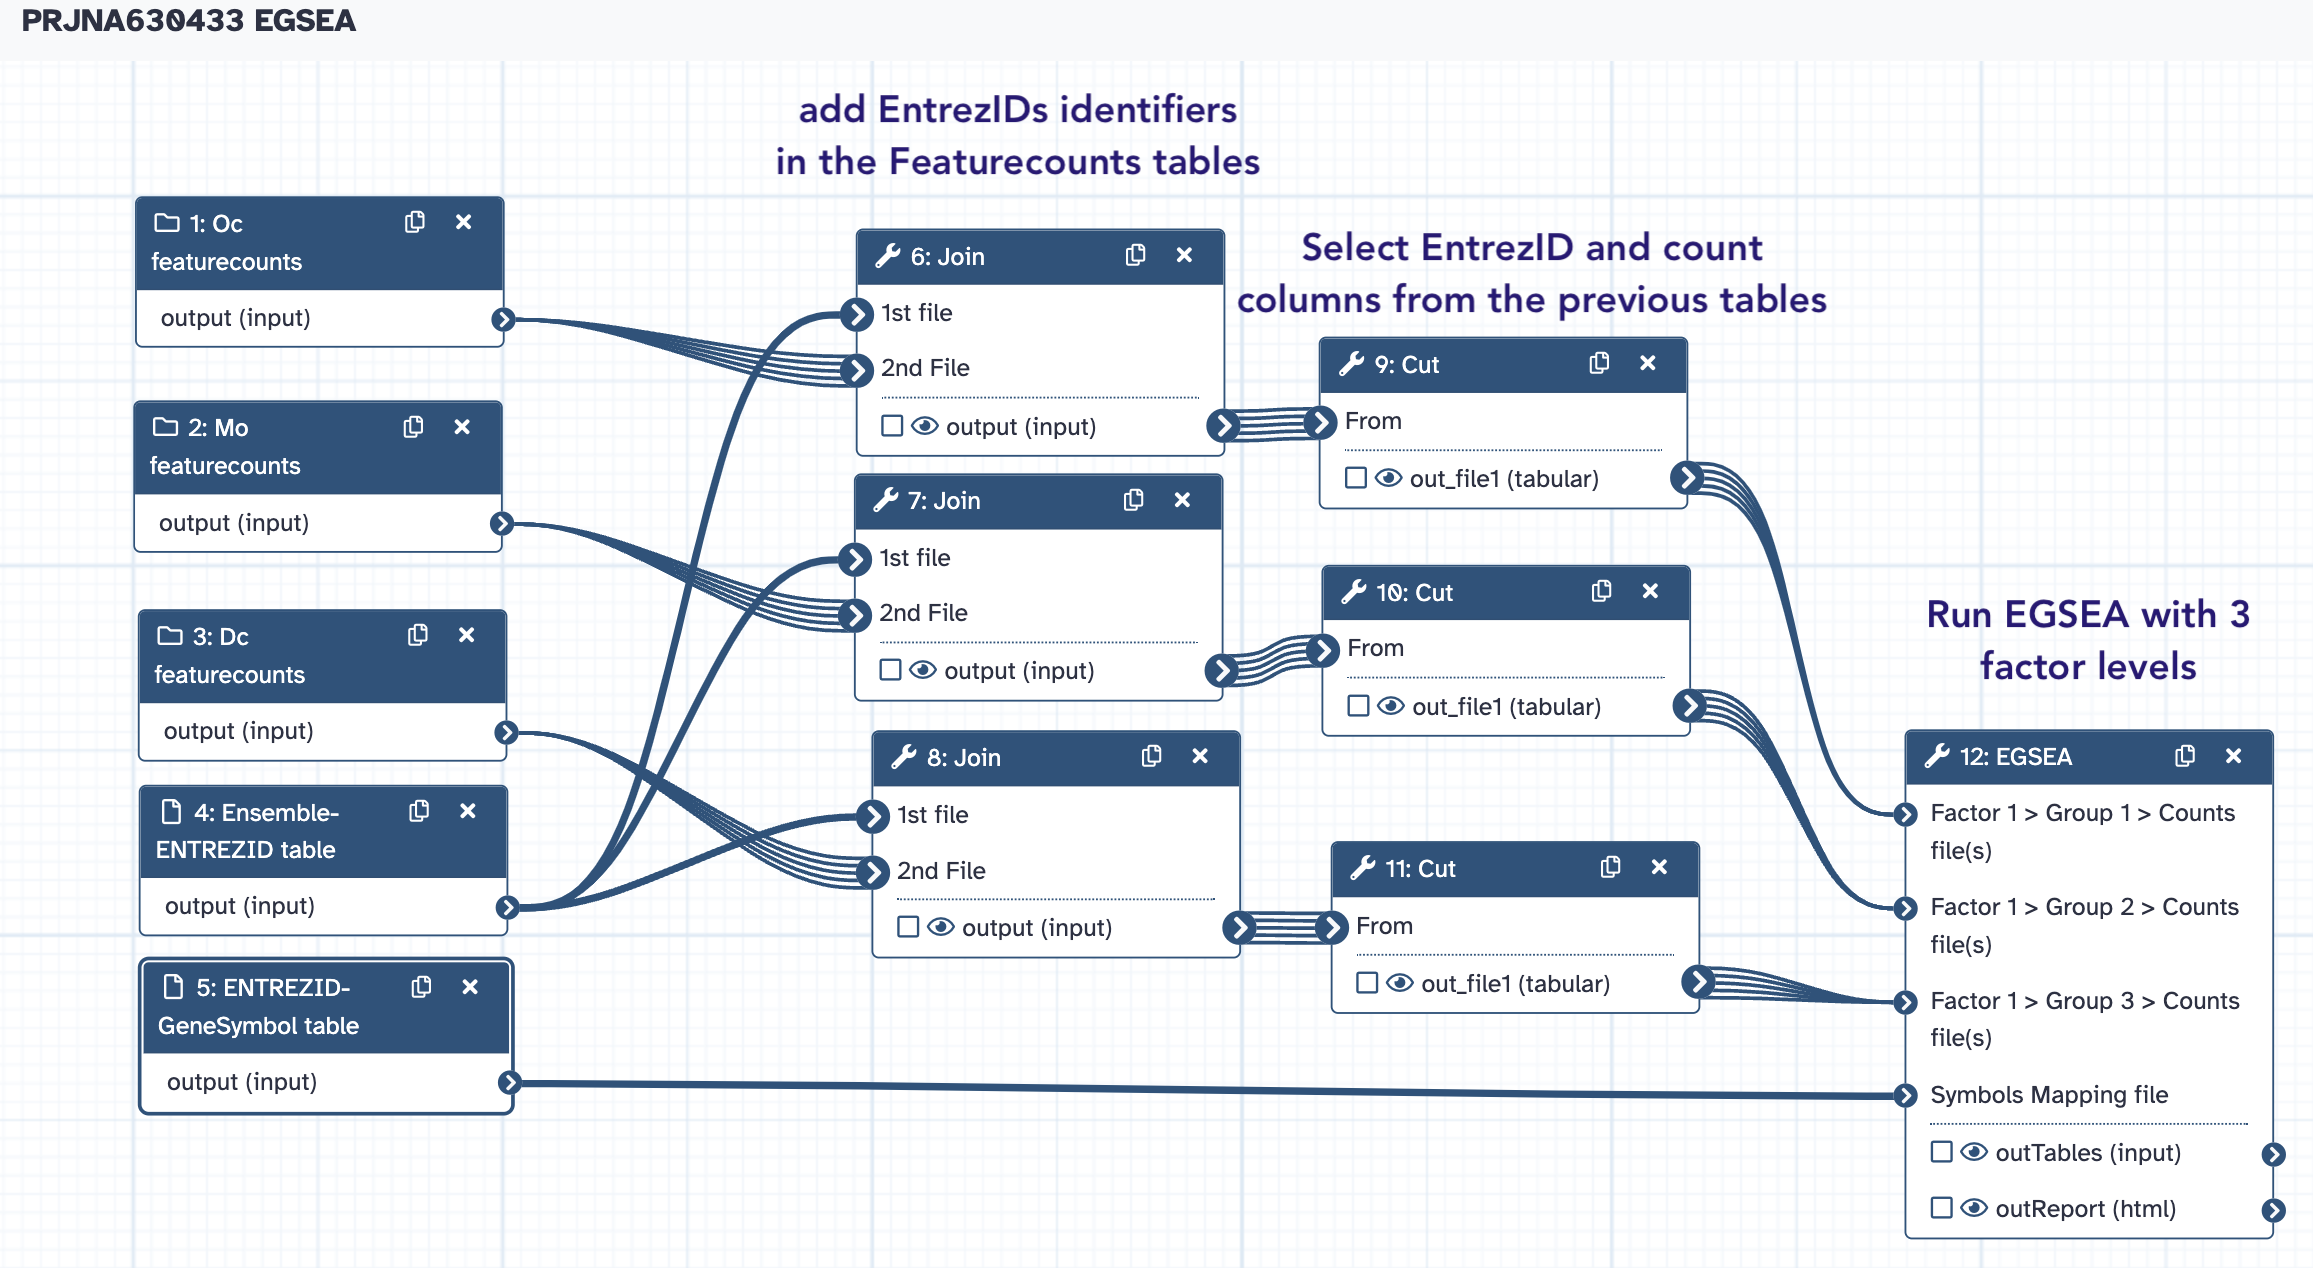 PRJNA630433 EGSEA
add EntrezIDs identifiers
in the Featurecounts tables
1: Oc
featurecounts
output (input)
2: Mo
featurecounts
output (input)
3: Dc
featurecounts
output (input)
4: Ensemble-
ENTREZID table
output (input)
5: ENTREZID-
GeneSymbol table
output (input)
6: Join
1st file
2nd File
output (input)
7: Join
1st file
2nd File
output (input)
8: Join
1st file
2nd File
output (input)
Select EntrezID and count
columns from the previous tables
9: Cut
From
out_file1 (tabular)
10: Cut
From
out_file1 (tabular)
11: Cut
From
out_file1 (tabular)
Run EGSEA with 3
factor levels
12: EGSEA
Factor 1 > Group 1 > Counts
file(s)
Factor 1 > Group 2 > Counts
file(s)
Factor 1 > Group 3 > Counts
file(s)
Symbols Mapping file
outTables (input)
outReport (html)